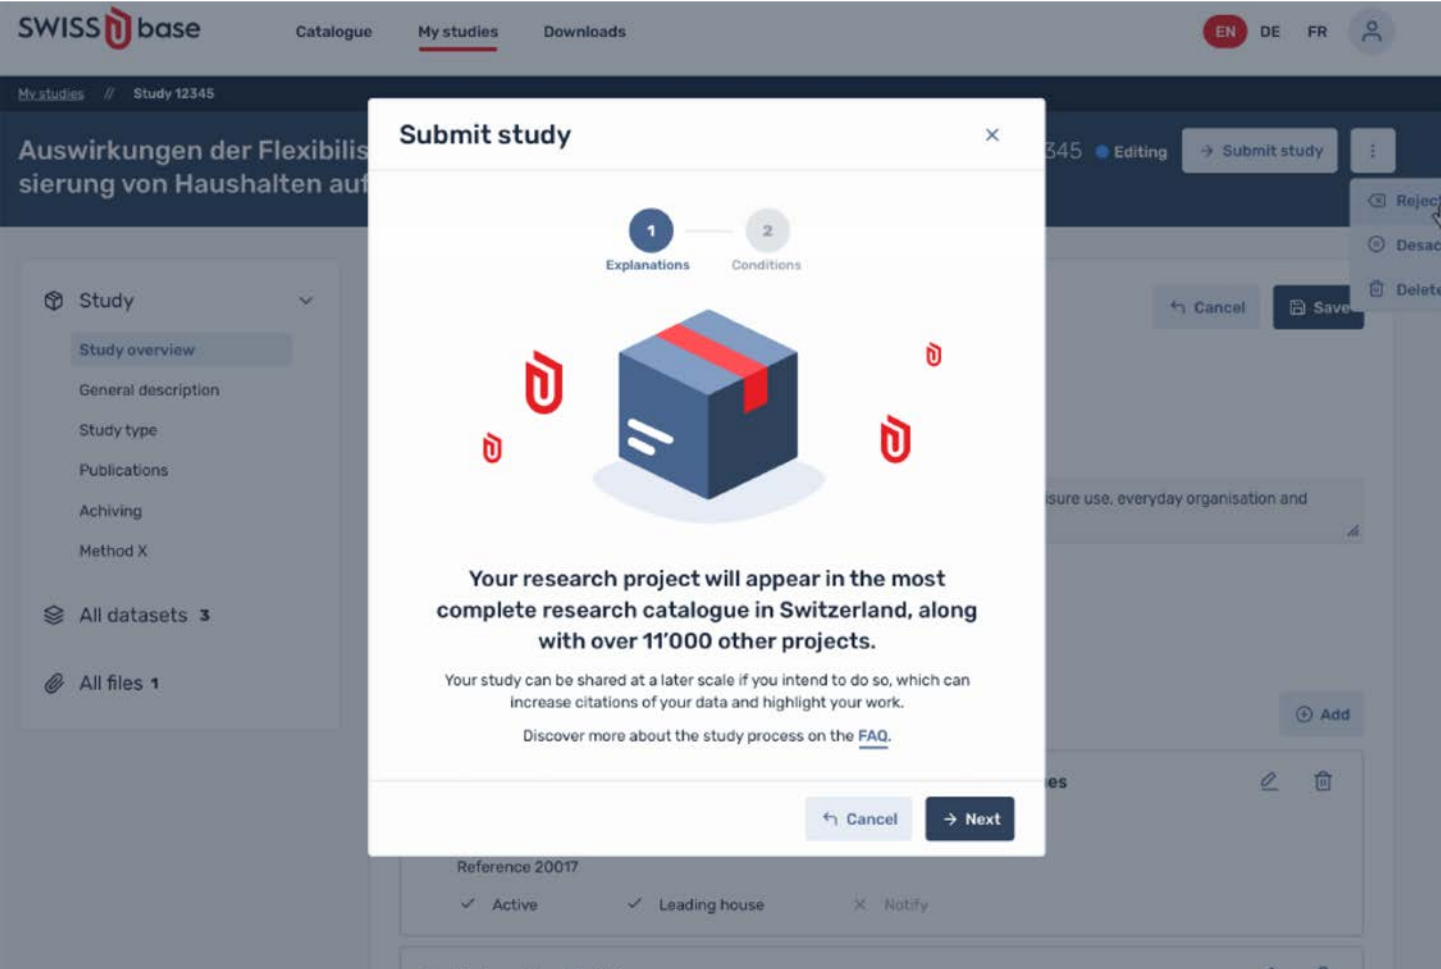 SWISS base
Catalogue
My studies
Downloads
EN DE FR
My studies // Study 12345
Auswirkungen der Flexibilis
sierung von Haushalten auf
345 Editing
Submit study
Reject
Desac
Delete
Submit study
1
2
Explanations
Conditions
Your research project will appear in the most
complete research catalogue in Switzerland, along
with over 11'000 other projects.
Your study can be shared at a later scale if you intend to do so, which can
increase citations of your data and highlight your work.
Discover more about the study process on the FAQ.
Cancel
Next
Study
Study overview
General description
Study type
Publications
Achiving
Method X
All datasets 3
All files 1
Cancel
Save
isure use, everyday organisation and
Add
es
Reference 20017
Active
Leading house
Notify